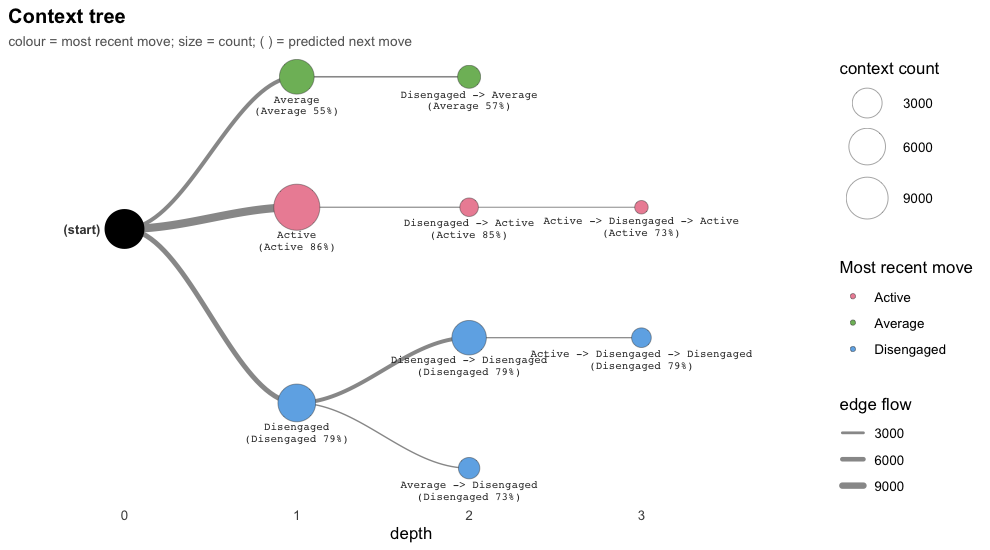 Context tree
colour = most recent move; size = count; ( ) = predicted next move
Average
(Average 55%)
Disengaged -> Average
(Average 57%)
(start)
Active
(Active 86%)
Disengaged -> Active
(Active 85%)
Active -> Disengaged -> Active
(Active 73%)
Disengaged -> Disengaged
(Disengaged 79%)
Active -> Disengaged -> Disengaged
(Disengaged 79%)
Disengaged
(Disengaged 79%)
Average -> Disengaged
(Disengaged 73%)
0
1
2
3
depth
context count
3000
6000
9000
Most recent move
Active
Average
Disengaged
edge flow
3000
6000
9000